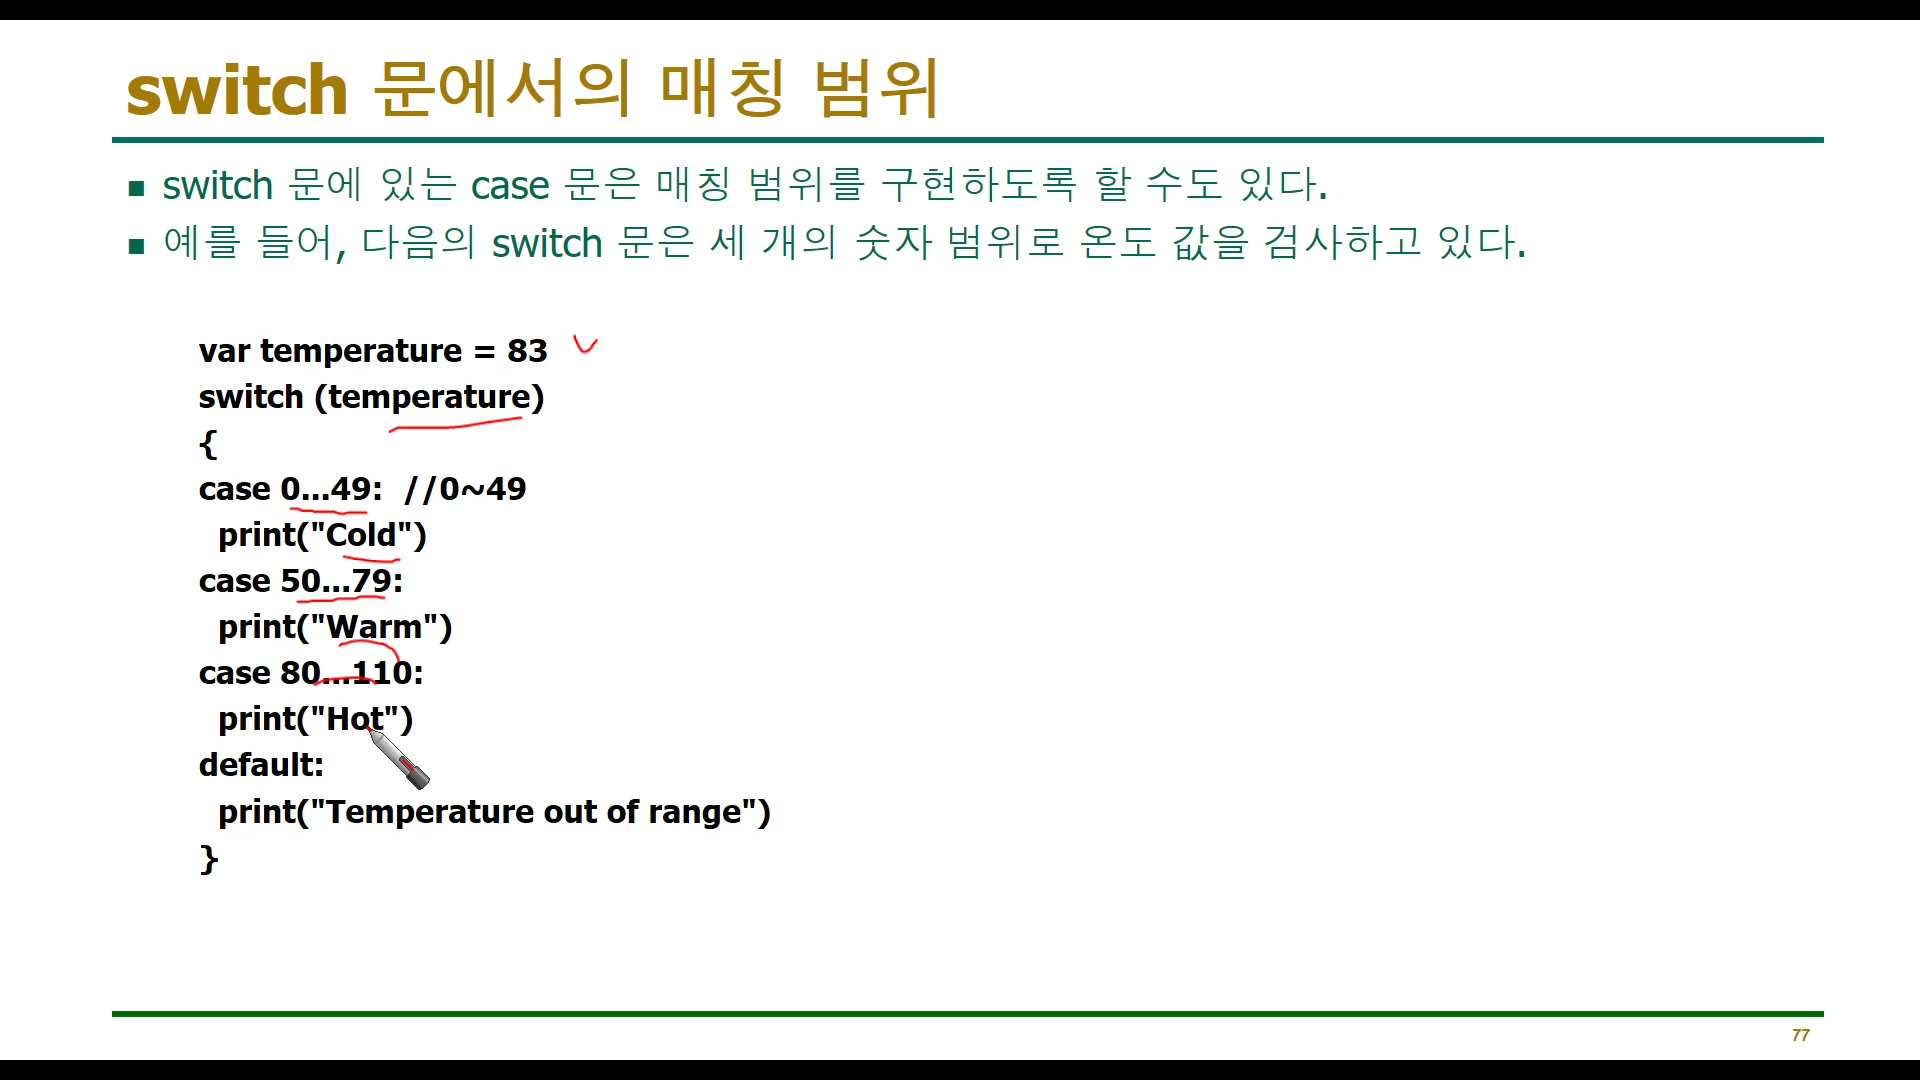 switch 문에서의 매칭 범위
■ switch 문에 있는 case 문은 매칭 범위를 구현하도록 할 수도 있다.
■ 예를 들어, 다음의 switch 문은 세 개의 숫자 범위로 온도 값을 검사하고 있다.
var temperature = 83
switch (temperature)
{
case 0...49:  //0~49
  print("Cold")
case 50...79:
  print("Warm")
case 80...110:
  print("Hot")
default:
  print("Temperature out of range")
}
77